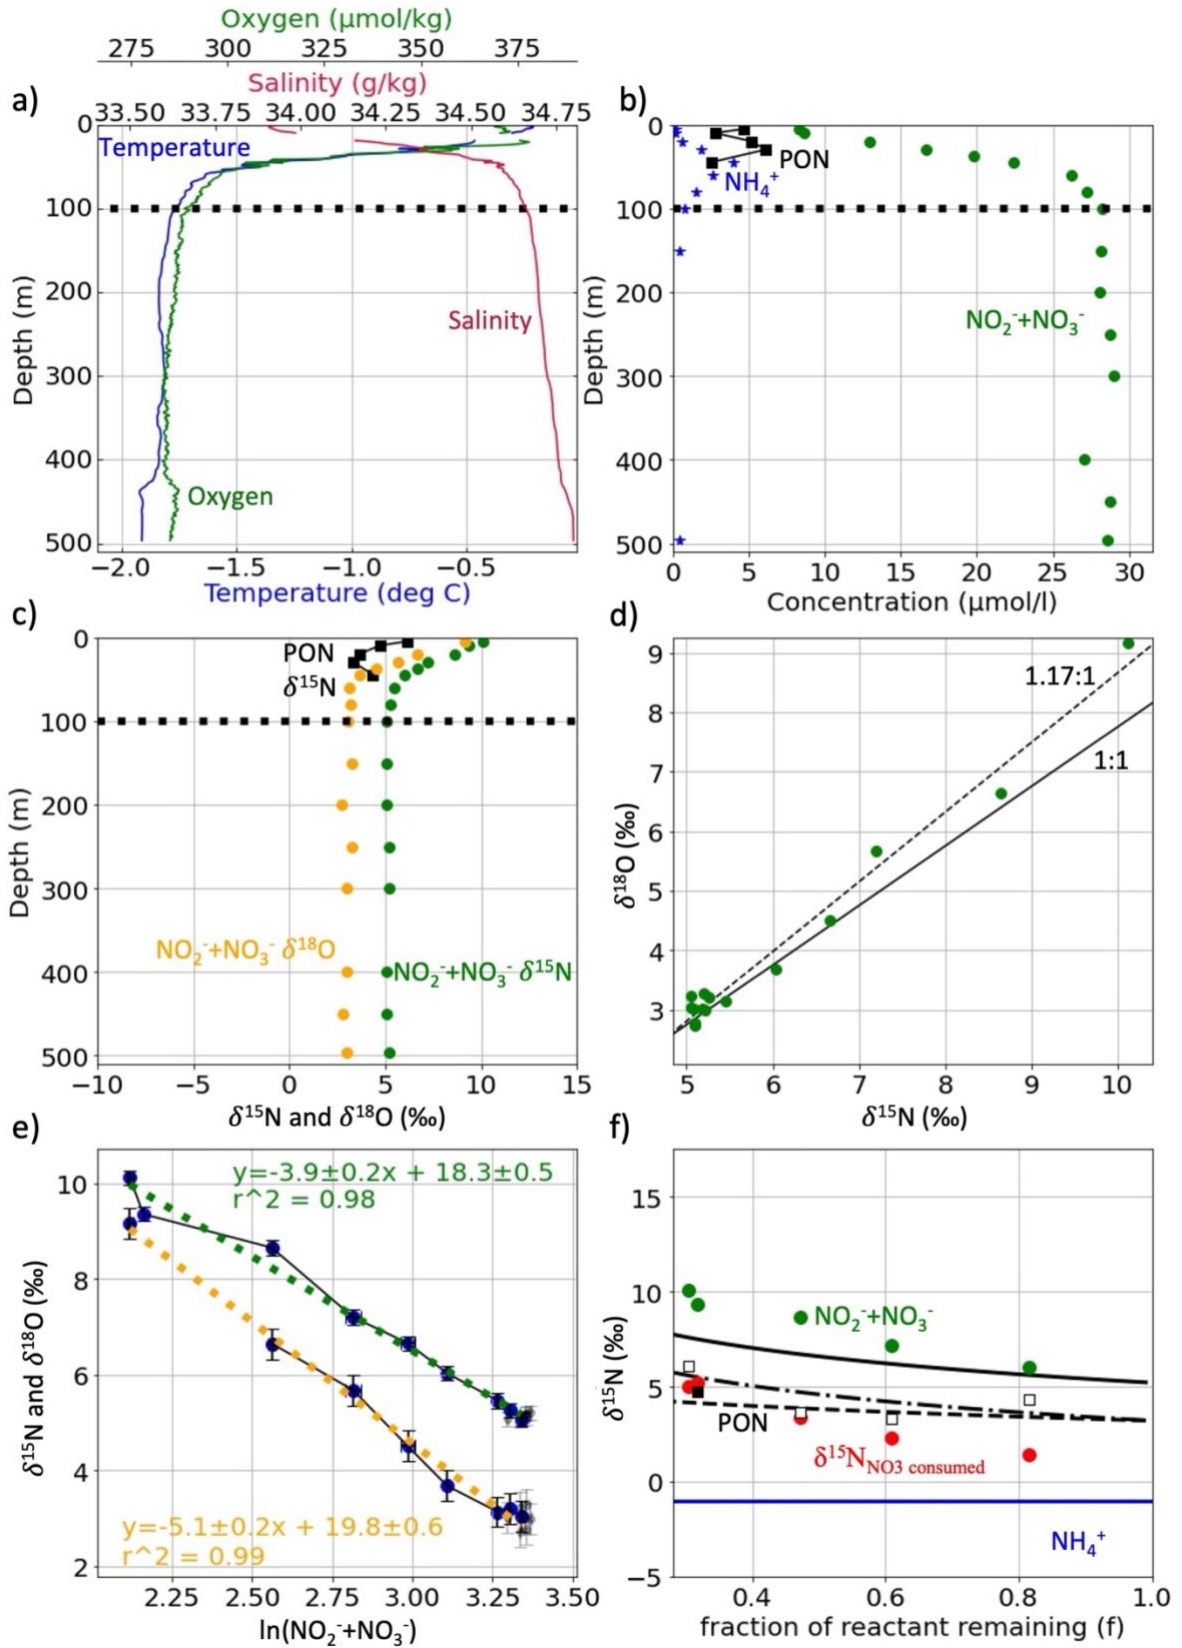 Oxygen (µmol/kg)
275 300 325 350 375
Salinity (g/kg)
a)
33.50 33.75 34.00 34.25 34.50 34.75
0
Temperature
100
200
Salinity
300
400
Oxygen
500
Depth (m)
−2.0 −1.5 −1.0 −0.5
Temperature (deg C)
b)
0
PON
NH₄⁺
100
200
NO₂⁻+NO₃⁻
300
400
500
Depth (m)
0 5 10 15 20 25 30
Concentration (µmol/l)
c)
0
PON
δ¹⁵N
100
200
300
NO₂⁻+NO₃⁻ δ¹⁸O
400
NO₂⁻+NO₃⁻ δ¹⁵N
500
Depth (m)
−10 −5 0 5 10 15
δ¹⁵N and δ¹⁸O (‰)
d)
9
1.17:1
8
1:1
7
6
5
4
3
δ¹⁸O (‰)
5 6 7 8 9 10
δ¹⁵N (‰)
e)
y=-3.9±0.2x + 18.3±0.5
r^2 = 0.98
10
8
6
4
y=-5.1±0.2x + 19.8±0.6
r^2 = 0.99
2
δ¹⁵N and δ¹⁸O (‰)
2.25 2.50 2.75 3.00 3.25 3.50
ln(NO₂⁻+NO₃⁻)
f)
15
10
NO₂⁻+NO₃⁻
5
PON
δ¹⁵N_NO3 consumed
0
NH₄⁺
−5
δ¹⁵N (‰)
0.4 0.6 0.8 1.0
fraction of reactant remaining (f)